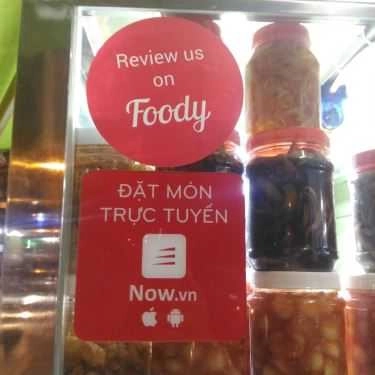 Review us
on
Foody
ĐẶT MÓN
TRỰC TUYẾN
Now.vn